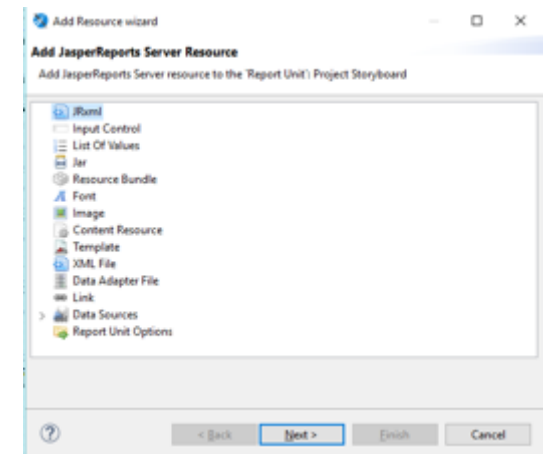 Add Resource wizard
Add JasperReports Server Resource
Add JasperReports Server resource to the 'Report Unit': Project Storyboard
JRxml
Input Control
List Of Values
Jar
Resource Bundle
Font
Image
Content Resource
Template
XML File
Data Adapter File
Link
Data Sources
Report Unit Options
< Back Next > Finish Cancel